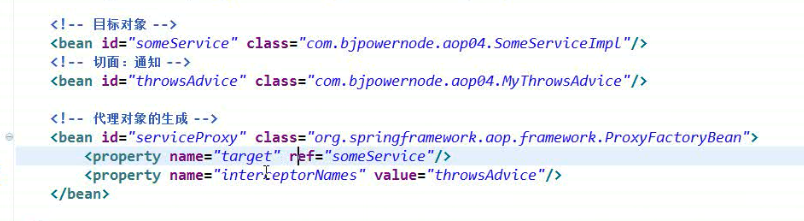 <!-- 目标对象 -->
<bean id="someService" class="com.bjpowernode.aop04.SomeServiceImpl"/>
<!-- 切面：通知 -->
<bean id="throwsAdvice" class="com.bjpowernode.aop04.MyThrowsAdvice"/>
<!-- 代理对象的生成 -->
<bean id="serviceProxy" class="org.springframework.aop.framework.ProxyFactoryBean">
<property name="target" ref="someService"/>
<property name="interceptorNames" value="throwsAdvice"/>
</bean>